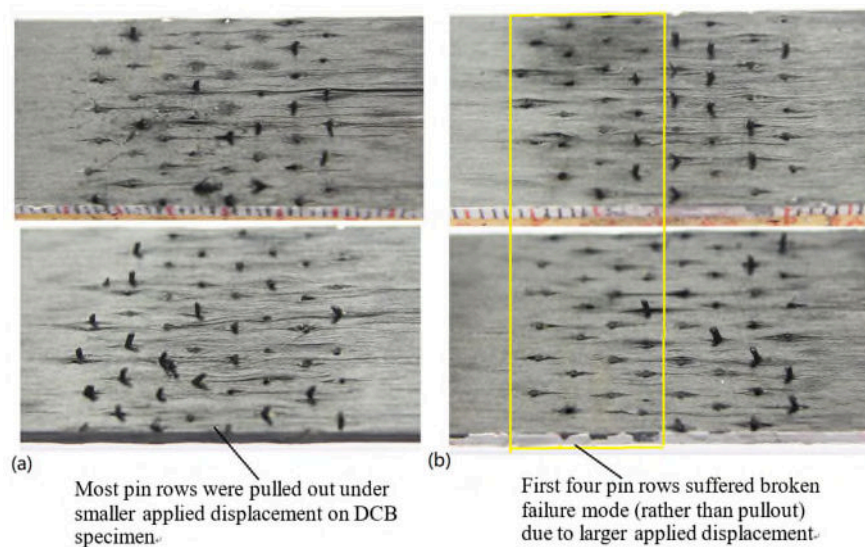 (a)
Most pin rows were pulled out under
smaller applied displacement on DCB
specimen
(b)
First four pin rows suffered broken
failure mode (rather than pullout)
due to larger applied displacement